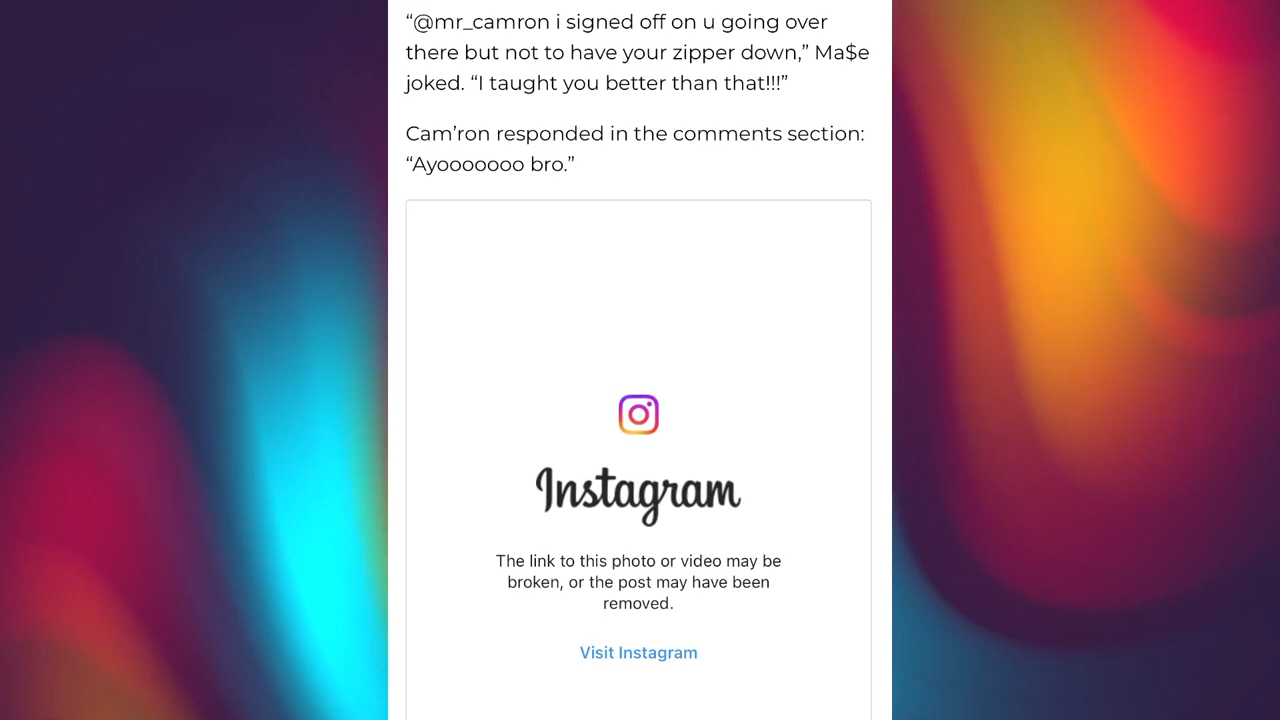 “@mr_camron i signed off on u going over
there but not to have your zipper down,” Ma$e
joked. “I taught you better than that!!!”
Cam’ron responded in the comments section:
“Ayooooooo bro.”
Instagram
The link to this photo or video may be
broken, or the post may have been
removed.
Visit Instagram